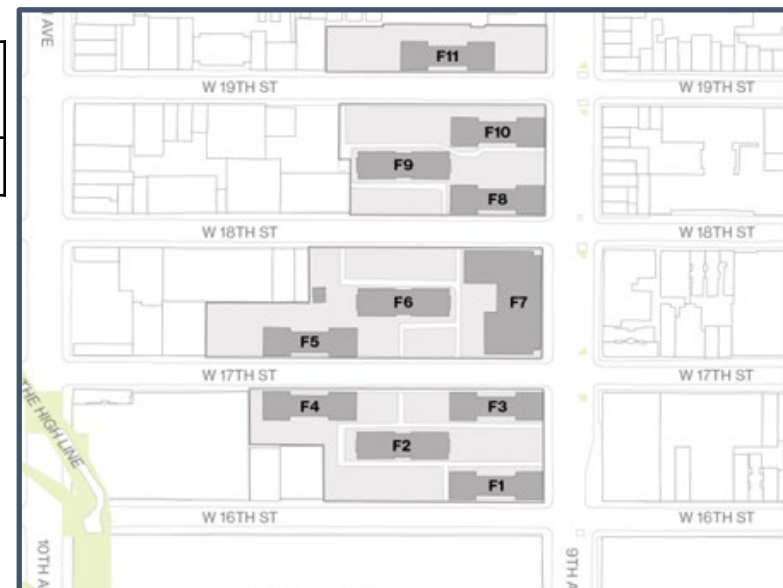 H AVE
F11
W 19TH ST
W 19TH ST
F10
F9
F8
W 18TH ST
W 18TH ST
F6
F7
F5
W 17TH ST
W 17TH ST
THE HIGH LINE
F4
F3
F2
F1
W 16TH ST
W 16TH ST
10TH A
9TH A